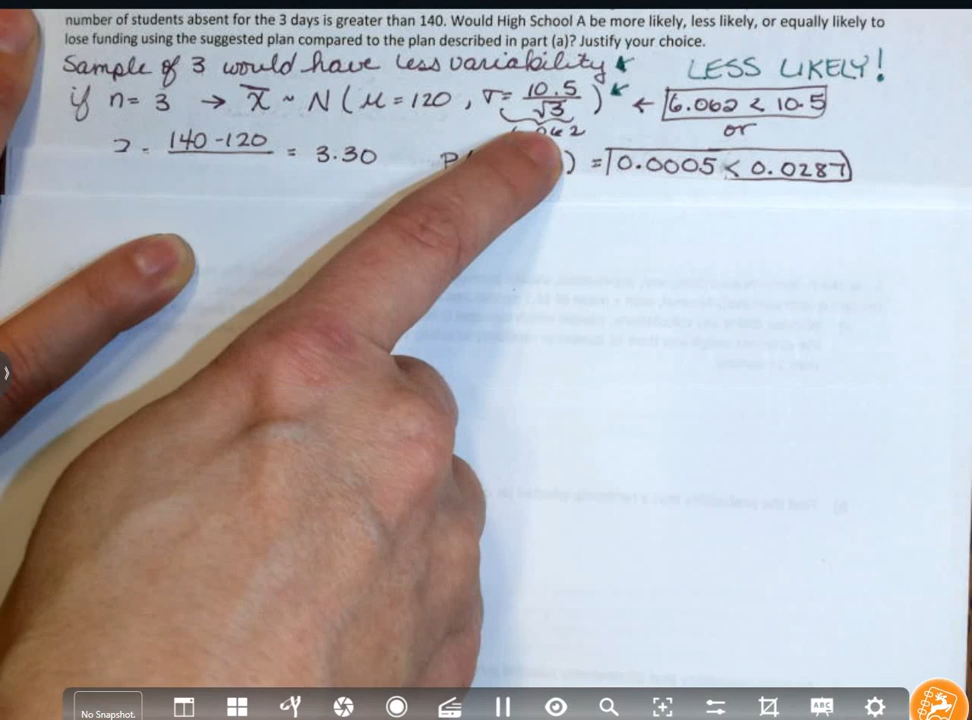 number of students absent for the 3 days is greater than 140. Would High School A be more likely, less likely, or equally likely to
lose funding using the suggested plan compared to the plan described in part (a)? Justify your choice.
Sample of 3 would have less variability LESS LIKELY!
if n = 3 → x̄ ~ N(μ = 120, σ = 10.5/√3) ← 6.062 < 10.5
or
140 - 120 = 3.30 ) = 0.0005 < 0.0287
No Snapshot.
ABC